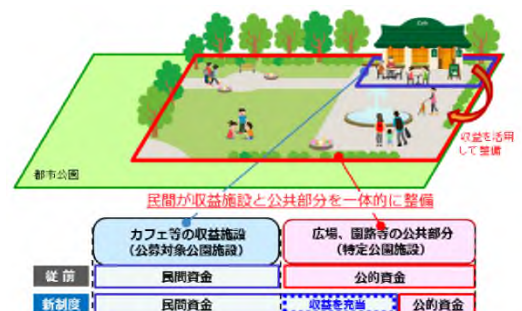 Cafe
収益を活用
して整備
都市公園
民間が収益施設と公共部分を一体的に整備
カフェ等の収益施設
(公募対象公園施設)
広場、園路等の公共部分
(特定公園施設)
従前
民間資金
公的資金
新制度
民間資金
収益を充当
公的資金